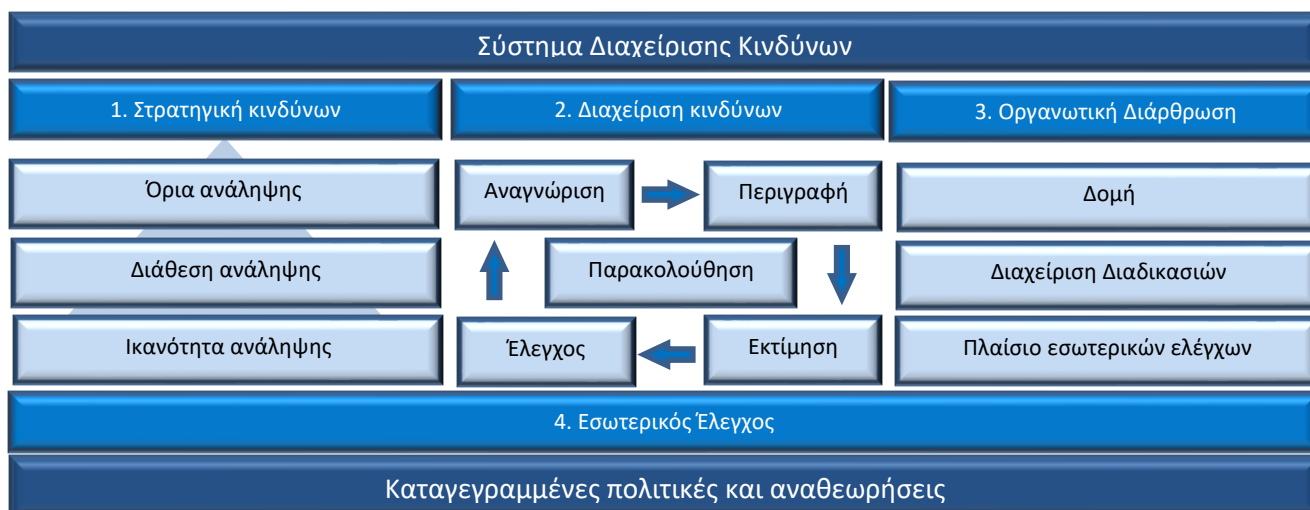 Σύστημα Διαχείρισης Κινδύνων
1. Στρατηγική κινδύνων
2. Διαχείριση κινδύνων
3. Οργανωτική Διάρθρωση
Όρια ανάληψης
Αναγνώριση
Περιγραφή
Δομή
Διάθεση ανάληψης
Παρακολούθηση
Διαχείριση Διαδικασιών
Ικανότητα ανάληψης
Έλεγχος
Εκτίμηση
Πλαίσιο εσωτερικών ελέγχων
4. Εσωτερικός Έλεγχος
Καταγεγραμμένες πολιτικές και αναθεωρήσεις